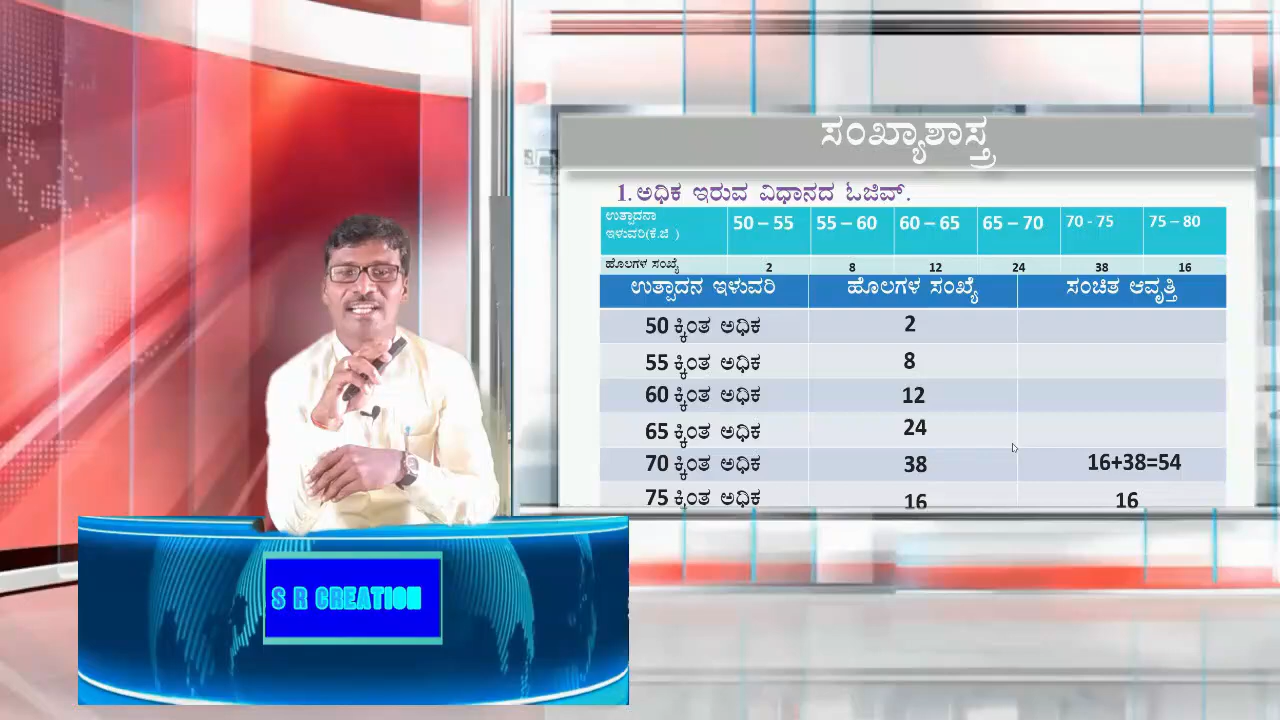 ಸಂಖ್ಯಾಶಾಸ್ತ್ರ
1.ಅಧಿಕ ಇರುವ ವಿಧಾನದ ಓಜಿವ್.
ಉತ್ಪಾದನಾ ಇಳುವರಿ(ಕೆ.ಜಿ ) 50 – 55 55 – 60 60 – 65 65 – 70 70 - 75 75 – 80
ಹೊಲಗಳ ಸಂಖ್ಯೆ 2 8 12 24 38 16
ಉತ್ಪಾದನ ಇಳುವರಿ ಹೊಲಗಳ ಸಂಖ್ಯೆ ಸಂಚಿತ ಆವೃತ್ತಿ
50 ಕ್ಕಿಂತ ಅಧಿಕ 2
55 ಕ್ಕಿಂತ ಅಧಿಕ 8
60 ಕ್ಕಿಂತ ಅಧಿಕ 12
65 ಕ್ಕಿಂತ ಅಧಿಕ 24
70 ಕ್ಕಿಂತ ಅಧಿಕ 38 16+38=54
75 ಕ್ಕಿಂತ ಅಧಿಕ 16 16
S R CREATION